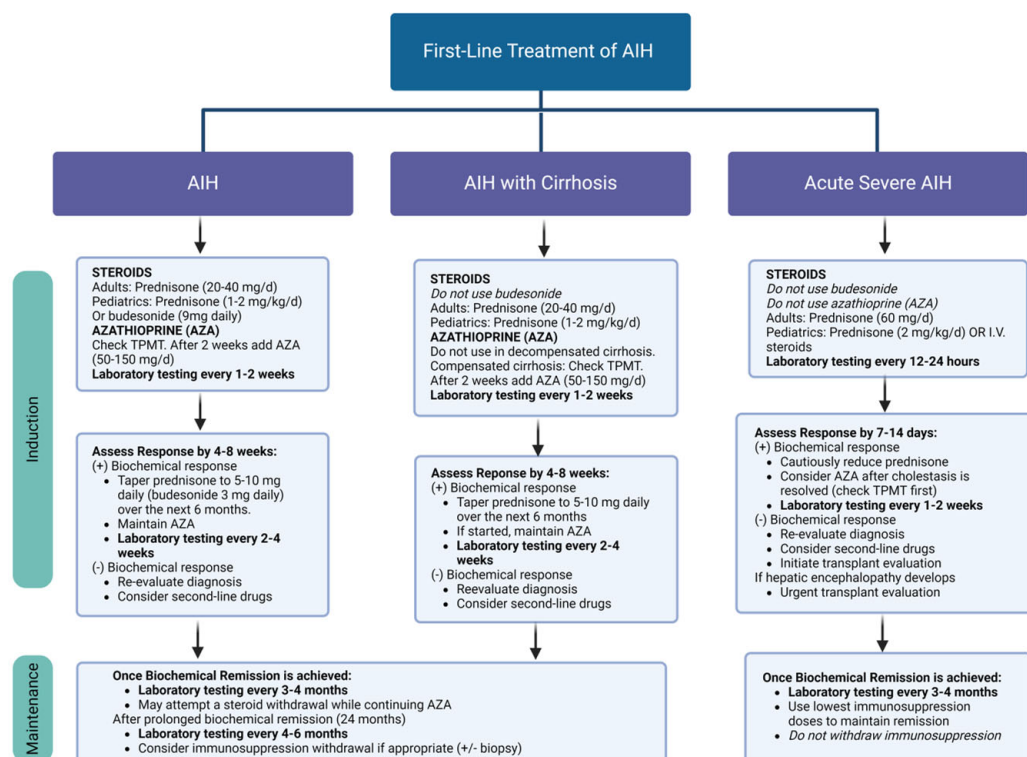 First-Line Treatment of AIH
AIH
AIH with Cirrhosis
Acute Severe AIH
Induction
STEROIDS
Adults: Prednisone (20-40 mg/d)
Pediatrics: Prednisone (1-2 mg/kg/d)
Or budesonide (9mg daily)
AZATHIOPRINE (AZA)
Check TPMT. After 2 weeks add AZA
(50-150 mg/d)
Laboratory testing every 1-2 weeks
STEROIDS
Do not use budesonide
Adults: Prednisone (20-40 mg/d)
Pediatrics: Prednisone (1-2 mg/kg/d)
AZATHIOPRINE (AZA)
Do not use in decompensated cirrhosis.
Compensated cirrhosis: Check TPMT.
After 2 weeks add AZA (50-150 mg/d)
Laboratory testing every 1-2 weeks
STEROIDS
Do not use budesonide
Do not use azathioprine (AZA)
Adults: Prednisone (60 mg/d)
Pediatrics: Prednisone (2 mg/kg/d) OR I.V.
steroids
Laboratory testing every 12-24 hours
Assess Response by 4-8 weeks:
(+) Biochemical response
• Taper prednisone to 5-10 mg
daily (budesonide 3 mg daily)
over the next 6 months.
• Maintain AZA
• Laboratory testing every 2-4
weeks
(-) Biochemical response
• Re-evaluate diagnosis
• Consider second-line drugs
Assess Reponse by 4-8 weeks:
(+) Biochemical response
• Taper prednisone to 5-10 mg daily
over the next 6 months
• If started, maintain AZA
• Laboratory testing every 2-4
weeks
(-) Biochemical response
• Reevaluate diagnosis
• Consider second-line drugs
Assess Response by 7-14 days:
(+) Biochemical response
• Cautiously reduce prednisone
• Consider AZA after cholestasis is
resolved (check TPMT first)
• Laboratory testing every 1-2 weeks
(-) Biochemical response
• Re-evaluate diagnosis
• Consider second-line drugs
• Initiate transplant evaluation
If hepatic encephalopathy develops
• Urgent transplant evaluation
Maintenance
Once Biochemical Remission is achieved:
• Laboratory testing every 3-4 months
• May attempt a steroid withdrawal while continuing AZA
After prolonged biochemical remission (24 months)
• Laboratory testing every 4-6 months
• Consider immunosuppression withdrawal if appropriate (+/- biopsy)
Once Biochemical Remission is achieved:
• Laboratory testing every 3-4 months
• Use lowest immunosuppression
doses to maintain remission
• Do not withdraw immunosuppression